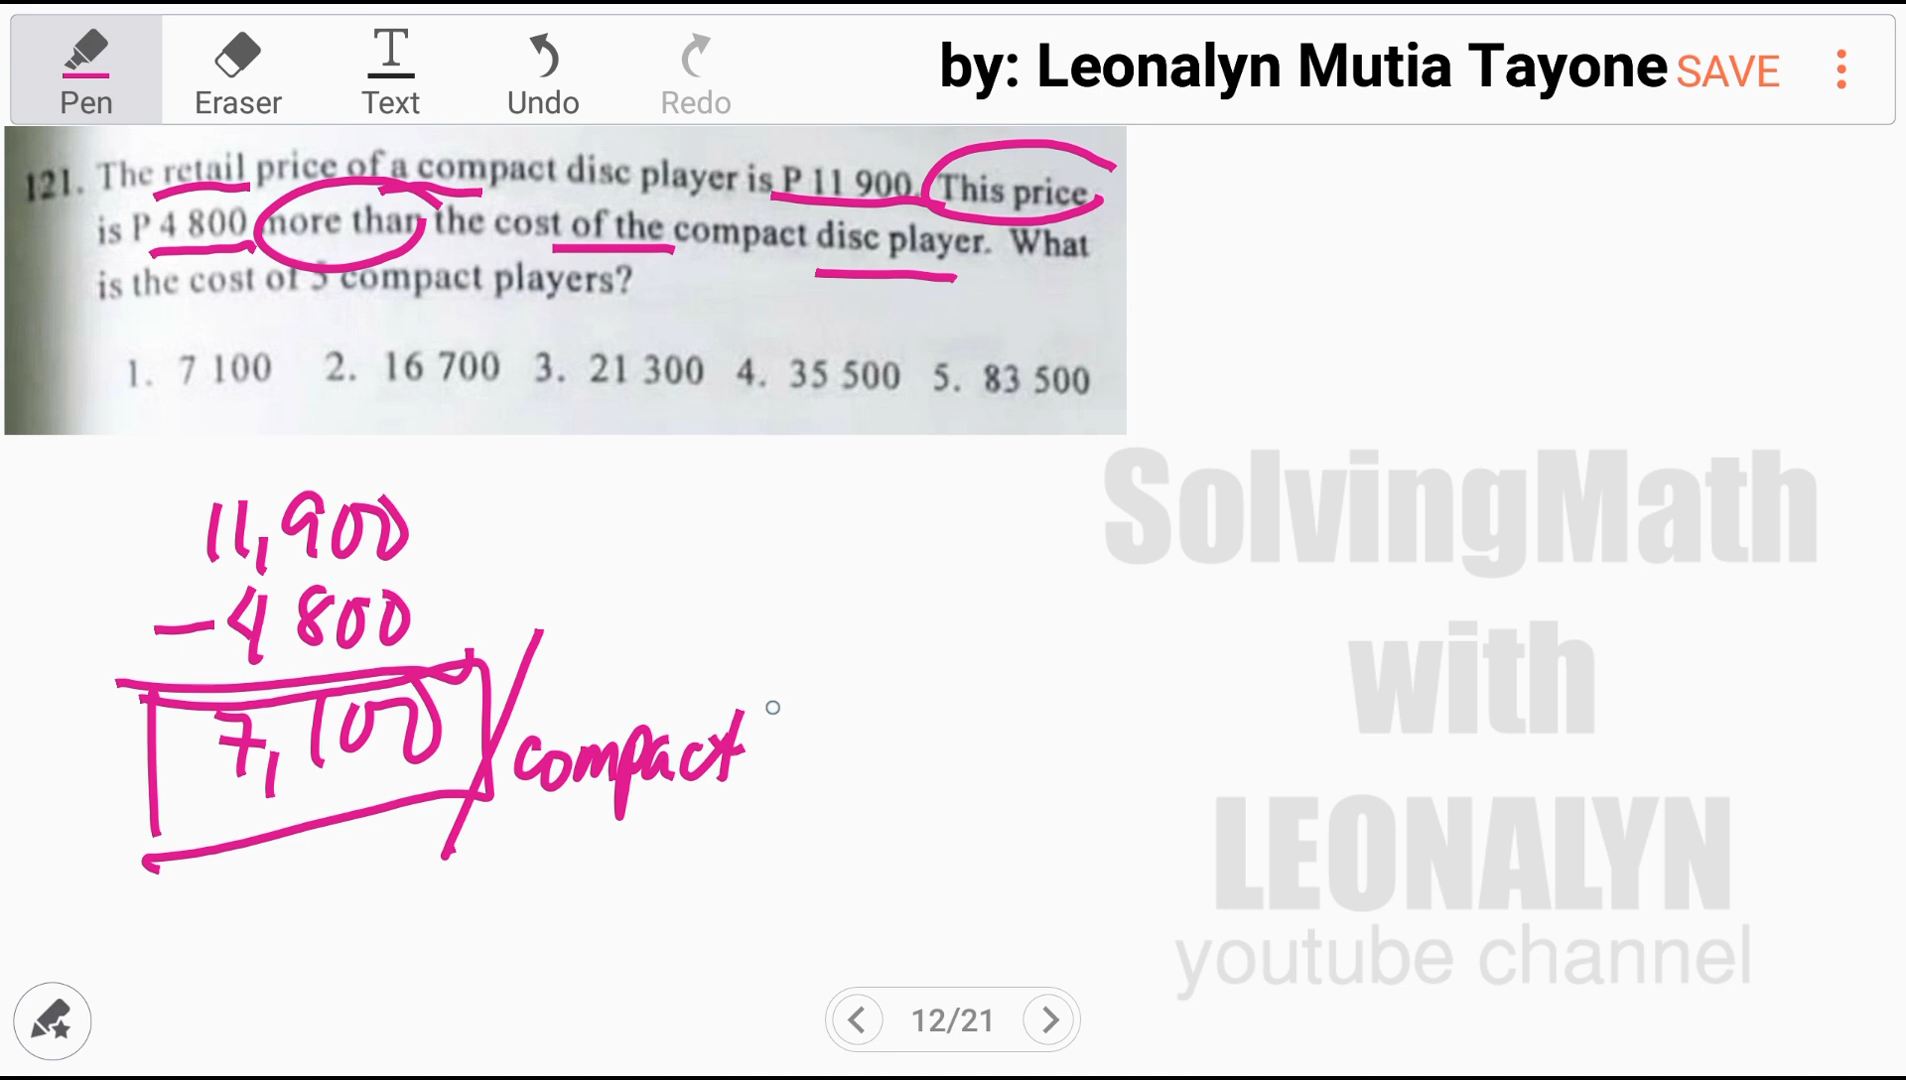 Pen
Eraser
Text
Undo
Redo
by: Leonalyn Mutia Tayone
SAVE
121. The retail price of a compact disc player is P 11 900. This price
is P 4 800 more than the cost of the compact disc player. What
is the cost of 5 compact players?
1. 7 100 2. 16 700 3. 21 300 4. 35 500 5. 83 500
11,900
- 4 800
7,100 / compact
SolvingMath
with
LEONALYN
youtube channel
12/21